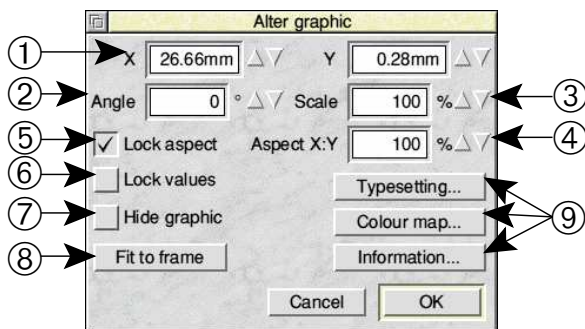 Alter graphic
① X 26.66mm Y 0.28mm
② Angle 0 ° Scale 100 % ③
⑤ Lock aspect Aspect X:Y 100 % ④
⑥ Lock values Typesetting...
⑦ Hide graphic Colour map... ⑨
⑧ Fit to frame Information...
Cancel OK